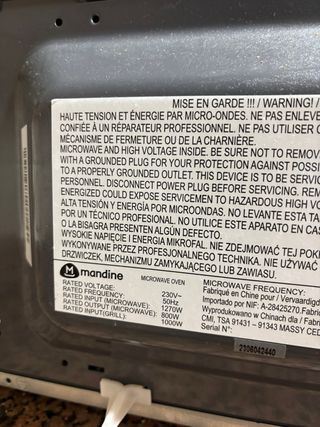 MISE EN GARDE !!! / WARNING!
HAUTE TENSION ET ÉNERGIE PAR MICRO-ONDES. NE PAS ENLEVE
CONFIÉE À UN RÉPARATEUR PROFESSIONNEL. NE PAS UTILISER
MÉCANISME DE FERMETURE OU DE LA CHARNIÈRE.
MICROWAVE AND HIGH VOLTAGE INSIDE. BE SURE NOT TO REMOV
WITH A GROUNDED PLUG FOR YOUR PROTECTION AGAINST POSSI
TO A PROPERLY GROUNDED OUTLET. THIS DEVICE IS TO BE SERVIC
PERSONNEL. DISCONNECT POWER PLUG BEFORE SERVICING. REM
ENERGIZED COULD EXPOSE SERVICEMEN TO HAZARDOUS HIGH VO
ALTA TENSIÓN Y ENERGÍA POR MICROONDAS. NO LEVANTE ESTA TA
POR UN TÉCNICO PROFESIONAL. NO UTILICE ESTE APARATO EN CAS
O LA BISAGRA PRESENTEN ALGÚN DEFECTO.
WYSOKIE NAPIĘCIE I ENERGIA MIKROFAL. NIE ZDEJMOWAĆ TEJ POK
WYKONYWANE PRZEZ PROFESJONALNEGO TECHNIKA. NIE UŻYWAĆ
DRZWICZEK, MECHANIZMU ZAMYKAJĄCEGO LUB ZAWIASU.
mandine MICROWAVE OVEN
RATED VOLTAGE: 230V~
RATED FREQUENCY: 50Hz
RATED INPUT (MICROWAVE): 1270W
RATED OUTPUT (MICROWAVE): 800W
RATED INPUT(GRILL): 1000W
MICROWAVE FREQUENCY:
Fabriqué en Chine pour / Vervaardigd
Importado por NIF: A-28425270.
Wyprodukowano w Chinach dla /
CMI, TSA 91431 – 91343 MASSY CED
Serial N°:
2106042440